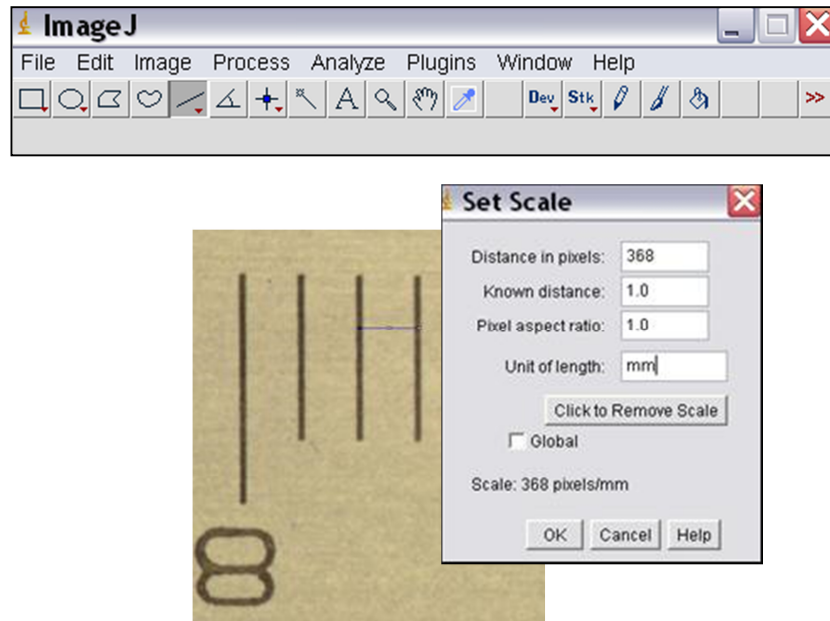 ImageJ
File Edit Image Process Analyze Plugins Window Help
A Dev Stk >>
Set Scale
Distance in pixels: 368
Known distance: 1.0
Pixel aspect ratio: 1.0
Unit of length: mm
Click to Remove Scale
Global
Scale: 368 pixels/mm
OK Cancel Help
8